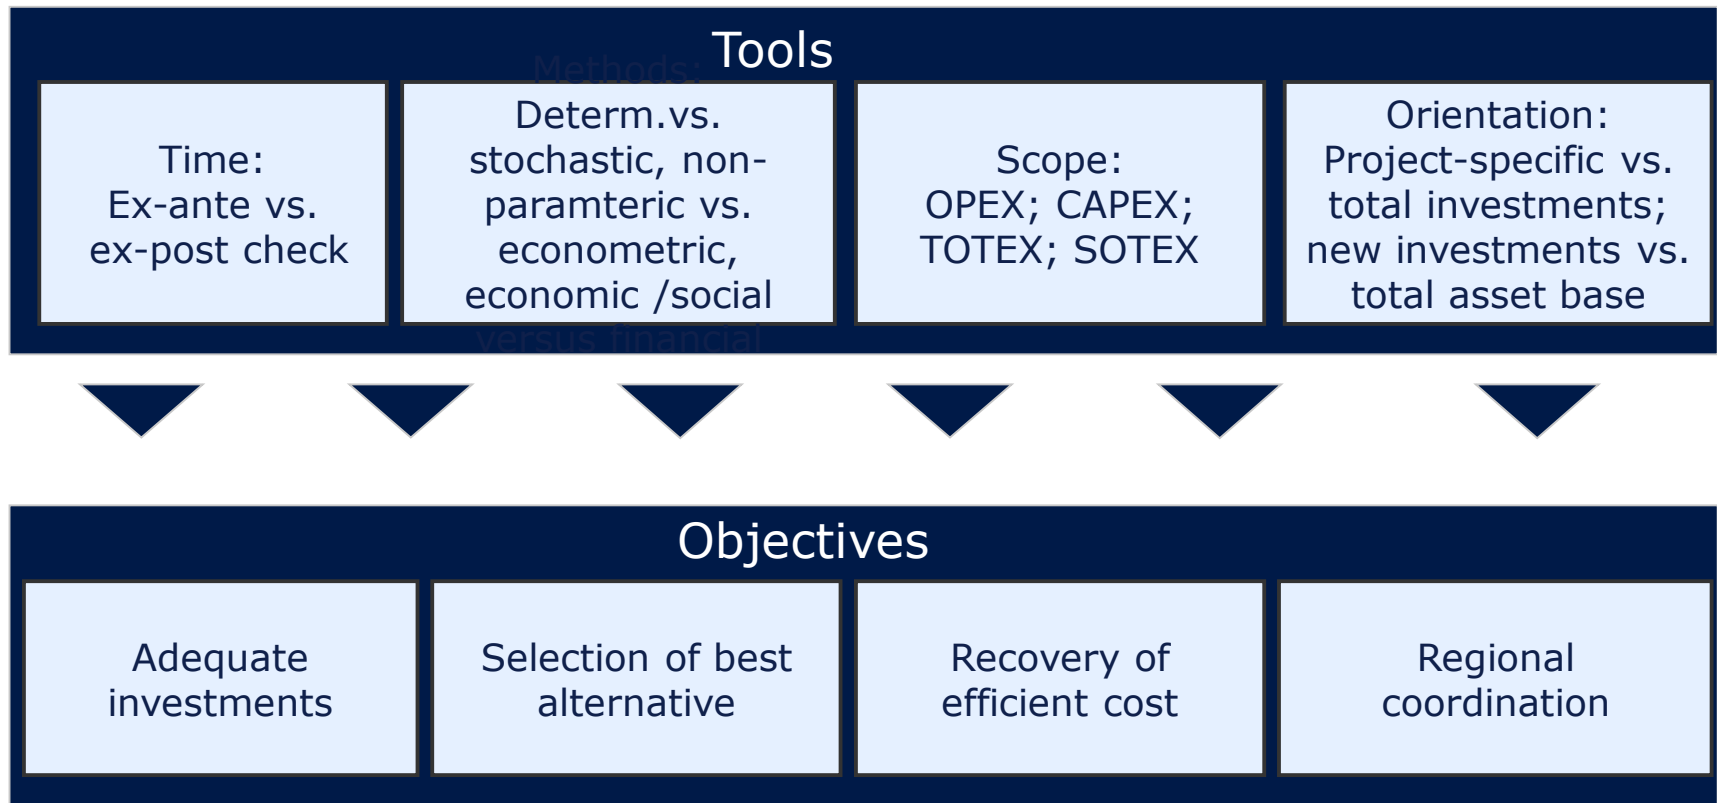 Tools
Time:
Ex-ante vs.
ex-post check
Methods:
Determ.vs.
stochastic, non-
paramteric vs.
econometric,
economic /social
versus financial
Scope:
OPEX; CAPEX;
TOTEX; SOTEX
Orientation:
Project-specific vs.
total investments;
new investments vs.
total asset base
Objectives
Adequate
investments
Selection of best
alternative
Recovery of
efficient cost
Regional
coordination